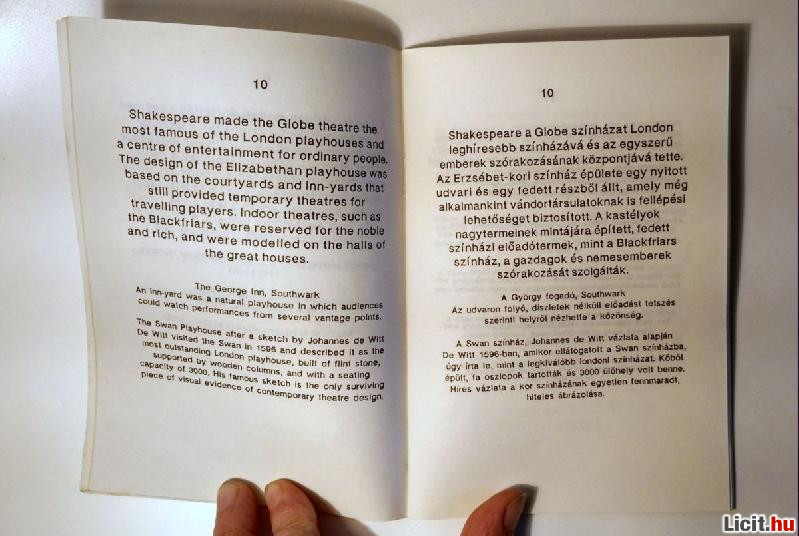 10
Shakespeare made the Globe theatre the
most famous of the London playhouses and
a centre of entertainment for ordinary people.
The design of the Elizabethan playhouse was
based on the courtyards and Inn-yards that
still provided temporary theatres for
travelling players. Indoor theatres, such as
the Blackfriars, were reserved for the noble
and rich, and were modelled on the halls of
the great houses.
The George Inn, Southwark
An inn-yard was a natural playhouse in which audiences
could watch performances from several vantage points.
The Swan Playhouse after a sketch by Johannes de Witt
De Witt visited the Swan in 1596 and described it as the
most outstanding London playhouse, built of flint stone,
supported by wooden columns, and with a seating
capacity of 3000. His famous sketch is the only surviving
piece of visual evidence of contemporary theatre design.
10
Shakespeare a Globe színházat London
leghíresebb színházává és az egyszerű
emberek szórakozásának központjává tette.
Az Erzsébet-kori színház épülete egy nyitott
udvari és egy fedett részből állt, amely még
alkalmankint vándortársulatoknak is fellépési
lehetőséget biztosított. A kastélyok
nagytermeinek mintájára épített, fedett
színházi előadótermek, mint a Blackfriars
színház, a gazdagok és nemesemberek
szórakozását szolgálták.
A György fogadó, Southwark
Az udvaron folyó, díszletek nélküli előadást tetszés
szerinti helyről nézhette a közönség.
A Swan színház, Johannes de Witt vázlata alapján
De Witt 1596-ban, amikor ellátogatott a Swan színházba,
úgy írta le, mint a legkiválóbb londoni színházat. Kőből
épült, fa oszlopok tartották és 3000 ülőhely volt benne.
Híres vázlata a kor színházának egyetlen fennmaradt,
hiteles ábrázolása.
Licit.hu